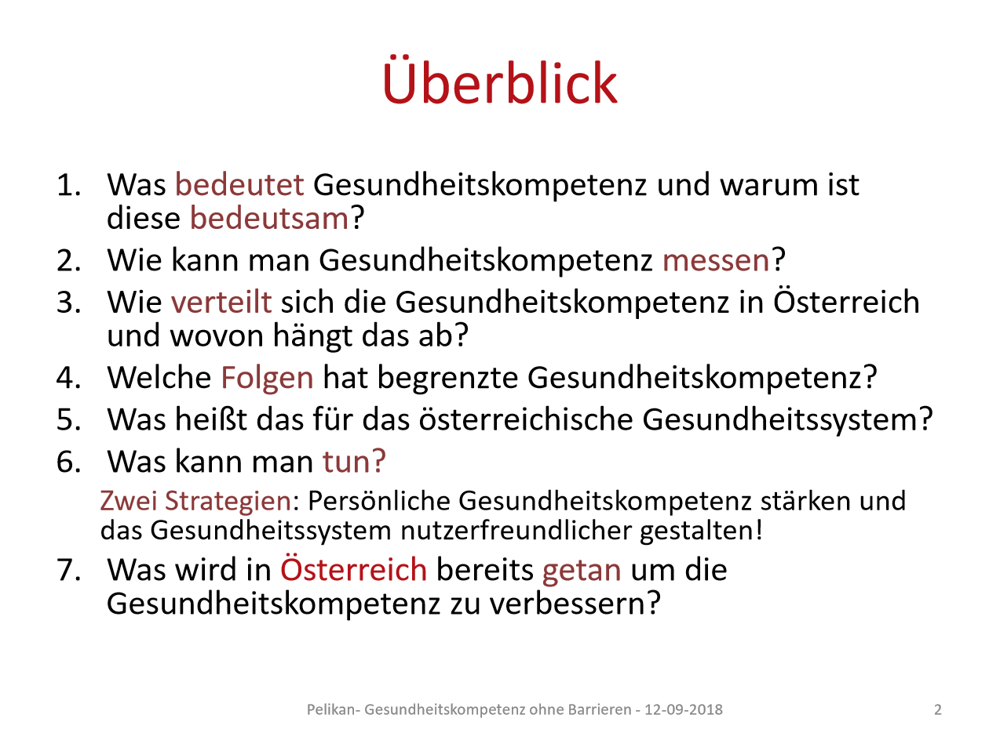 Überblick
1. Was bedeutet Gesundheitskompetenz und warum ist
diese bedeutsam?
2. Wie kann man Gesundheitskompetenz messen?
3. Wie verteilt sich die Gesundheitskompetenz in Österreich
und wovon hängt das ab?
4. Welche Folgen hat begrenzte Gesundheitskompetenz?
5. Was heißt das für das österreichische Gesundheitssystem?
6. Was kann man tun?
Zwei Strategien: Persönliche Gesundheitskompetenz stärken und
das Gesundheitssystem nutzerfreundlicher gestalten!
7. Was wird in Österreich bereits getan um die
Gesundheitskompetenz zu verbessern?
Pelikan- Gesundheitskompetenz ohne Barrieren - 12-09-2018 2